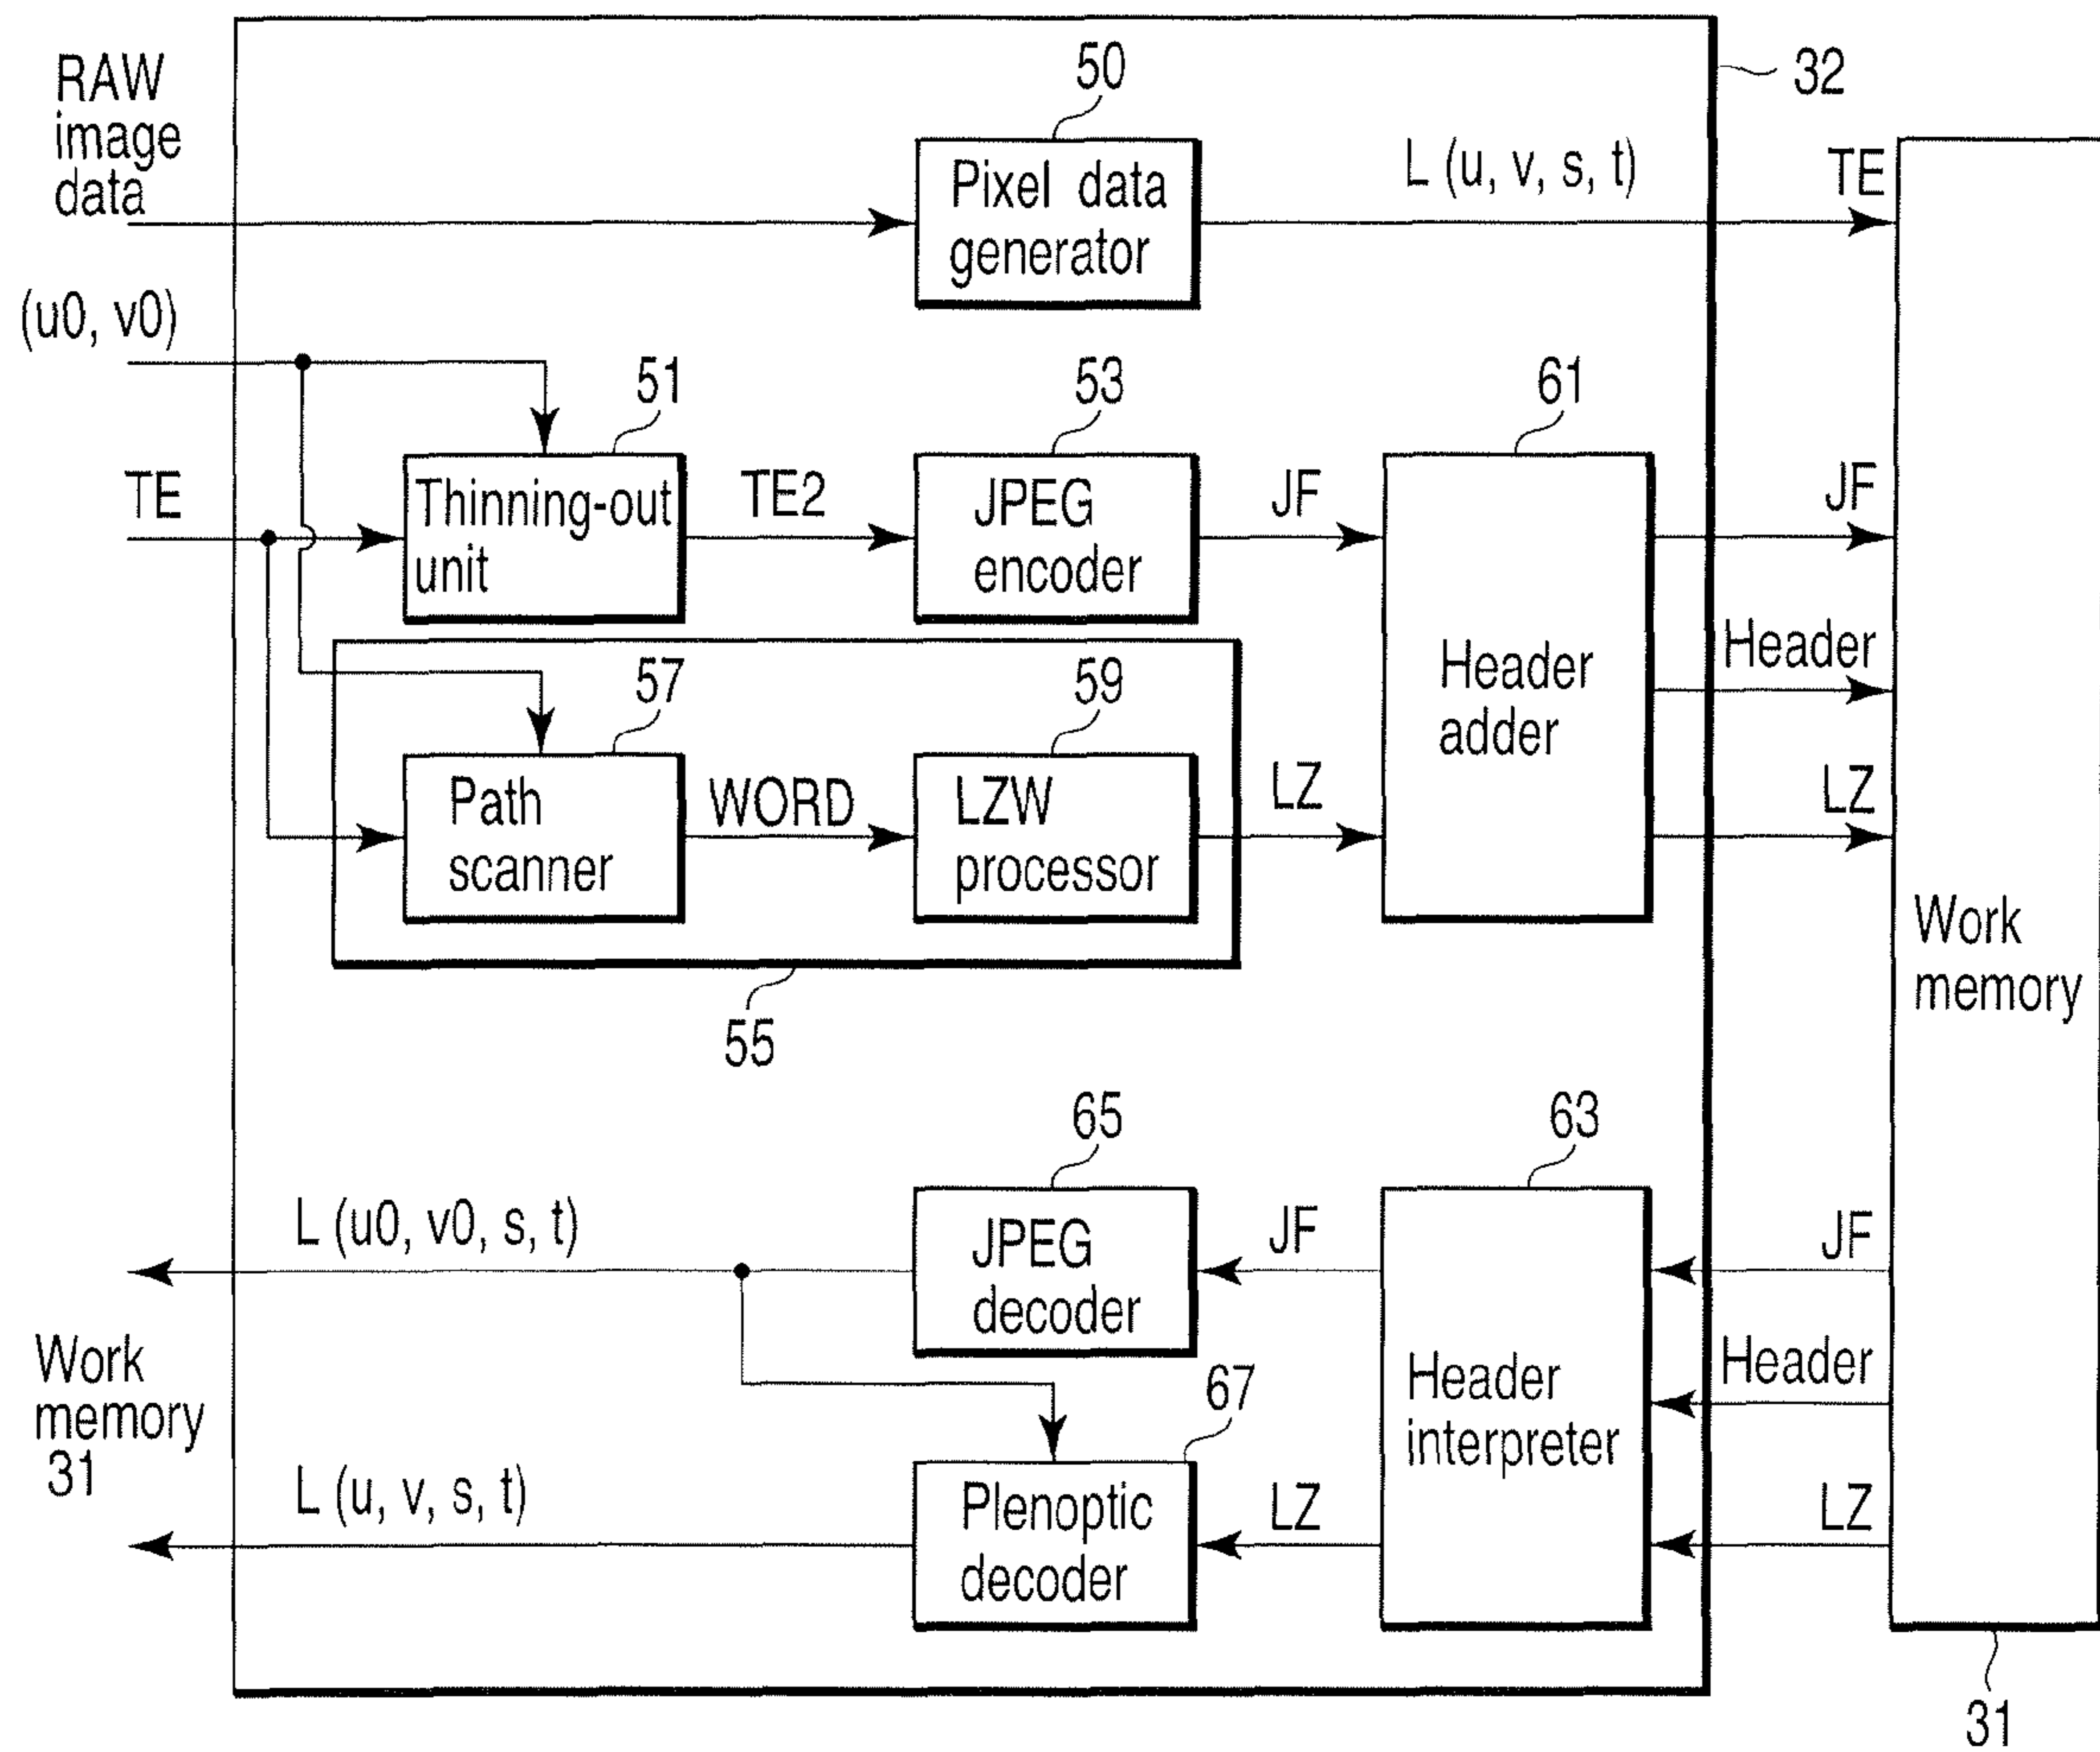 RAW
image
data
50
32
Pixel data
generator
L (u, v, s, t)
TE
(u0, v0)
51
53
61
TE
Thinning-out
unit
TE2
JPEG
encoder
JF
JF
Header
adder
Header
57
59
Path
scanner
WORD
LZW
processor
LZ
LZ
Work
memory
55
65
63
L (u0, v0, s, t)
JPEG
decoder
JF
JF
Work
memory
31
67
Header
interpreter
Header
L (u, v, s, t)
Plenoptic
decoder
LZ
LZ
31